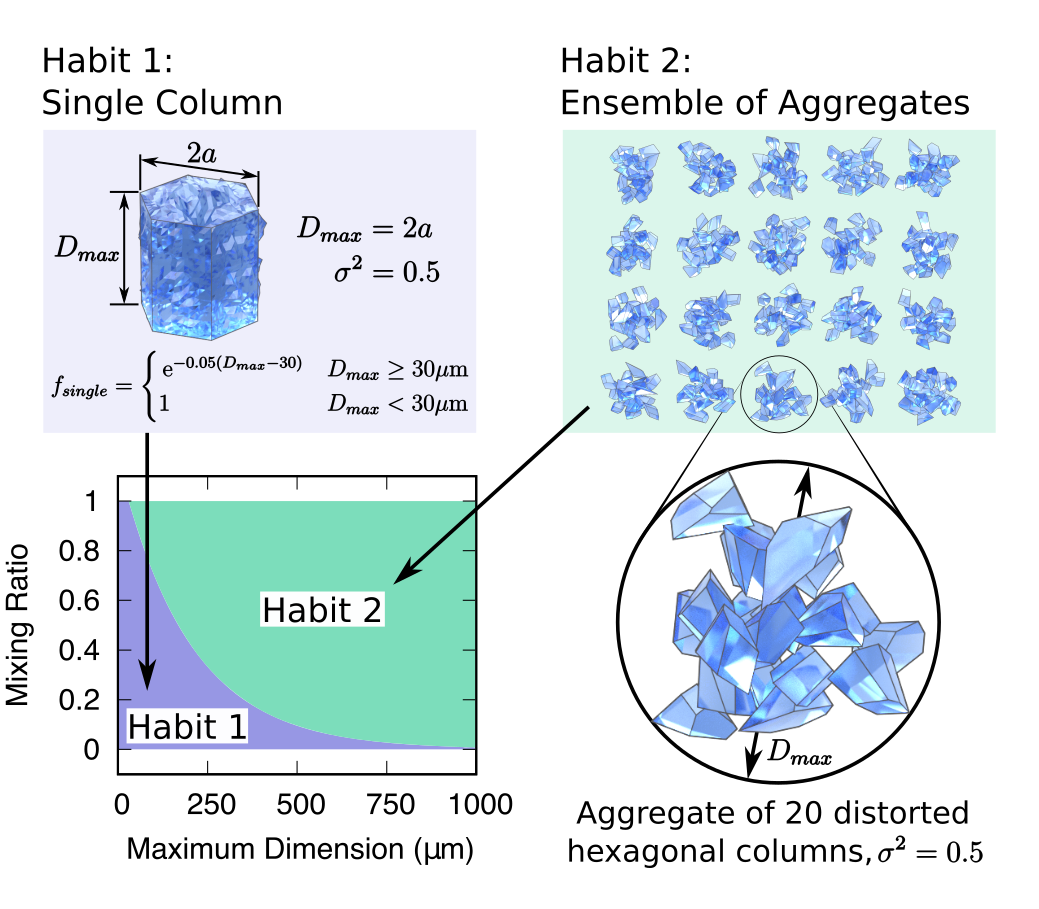 Habit 1:
Single Column
2a
D_max
D_max = 2a
σ² = 0.5
f_single = { e^{−0.05(D_max−30)} D_max ≥ 30μm
1 D_max < 30μm
Habit 2:
Ensemble of Aggregates
Mixing Ratio
1
0.8
0.6
0.4
0.2
0
Habit 2
Habit 1
0 250 500 750 1000
Maximum Dimension (μm)
D_max
Aggregate of 20 distorted
hexagonal columns, σ² = 0.5